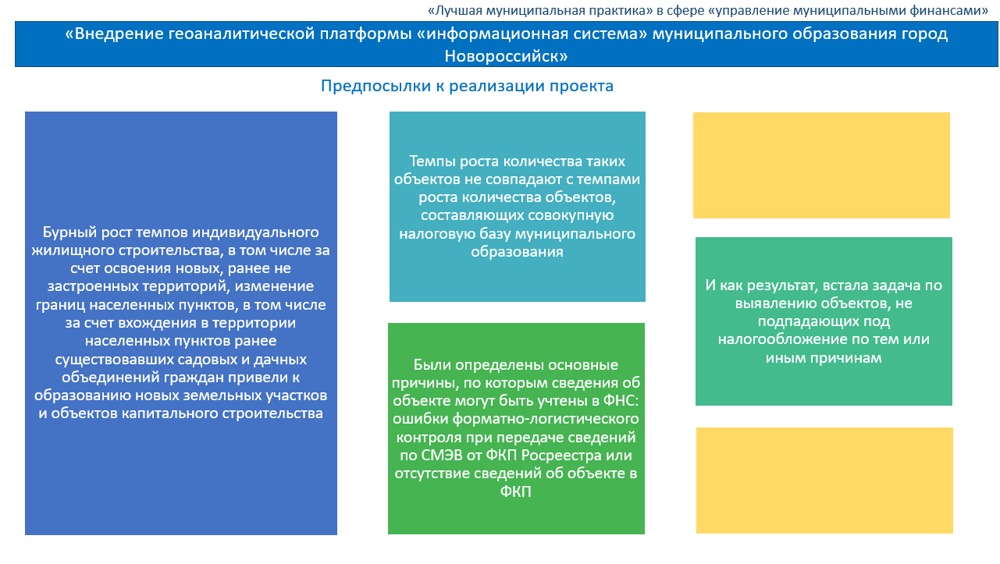 «Лучшая муниципальная практика» в сфере «управление муниципальными финансами»
«Внедрение геоаналитической платформы «информационная система» муниципального образования город
Новороссийск»
Предпосылки к реализации проекта
Бурный рост темпов индивидуального
жилищного строительства, в том числе за
счет освоения новых, ранее не
застроенных территорий, изменение
границ населенных пунктов, в том числе
за счет вхождения в территории
населенных пунктов ранее
существовавших садовых и дачных
объединений граждан привели к
образованию новых земельных участков
и объектов капитального строительства
Темпы роста количества таких
объектов не совпадают с темпами
роста количества объектов,
составляющих совокупную
налоговую базу муниципального
образования
Были определены основные
причины, по которым сведения об
объекте могут быть учтены в ФНС:
ошибки форматно-логистического
контроля при передаче сведений
по СМЭВ от ФКП Росреестра или
отсутствие сведений об объекте в
ФКП
И как результат, встала задача по
выявлению объектов, не
подпадающих под
налогообложение по тем или
иным причинам